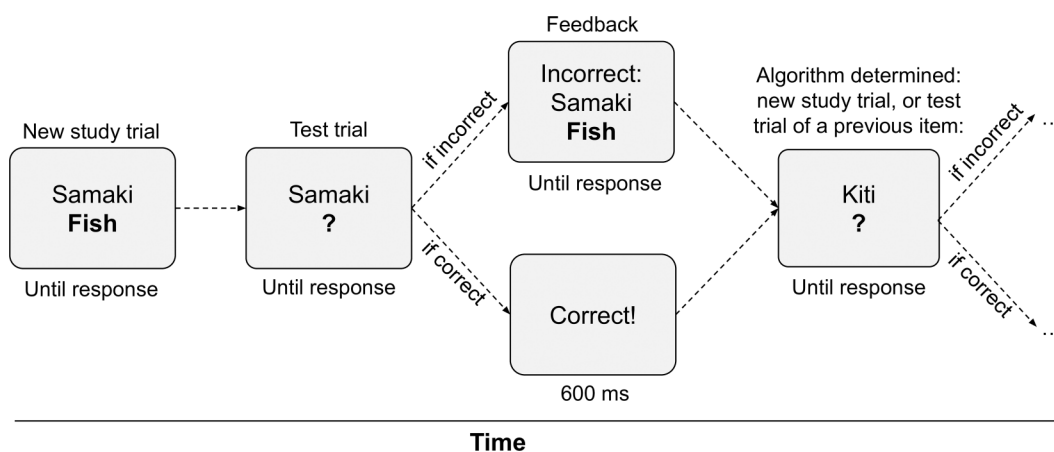 New study trial
Samaki
Fish
Until response
Test trial
Samaki
?
Until response
if incorrect
if correct
Feedback
Incorrect:
Samaki
Fish
Until response
Correct!
600 ms
Algorithm determined:
new study trial, or test
trial of a previous item:
Kiti
?
Until response
if incorrect
...
if correct
...
Time